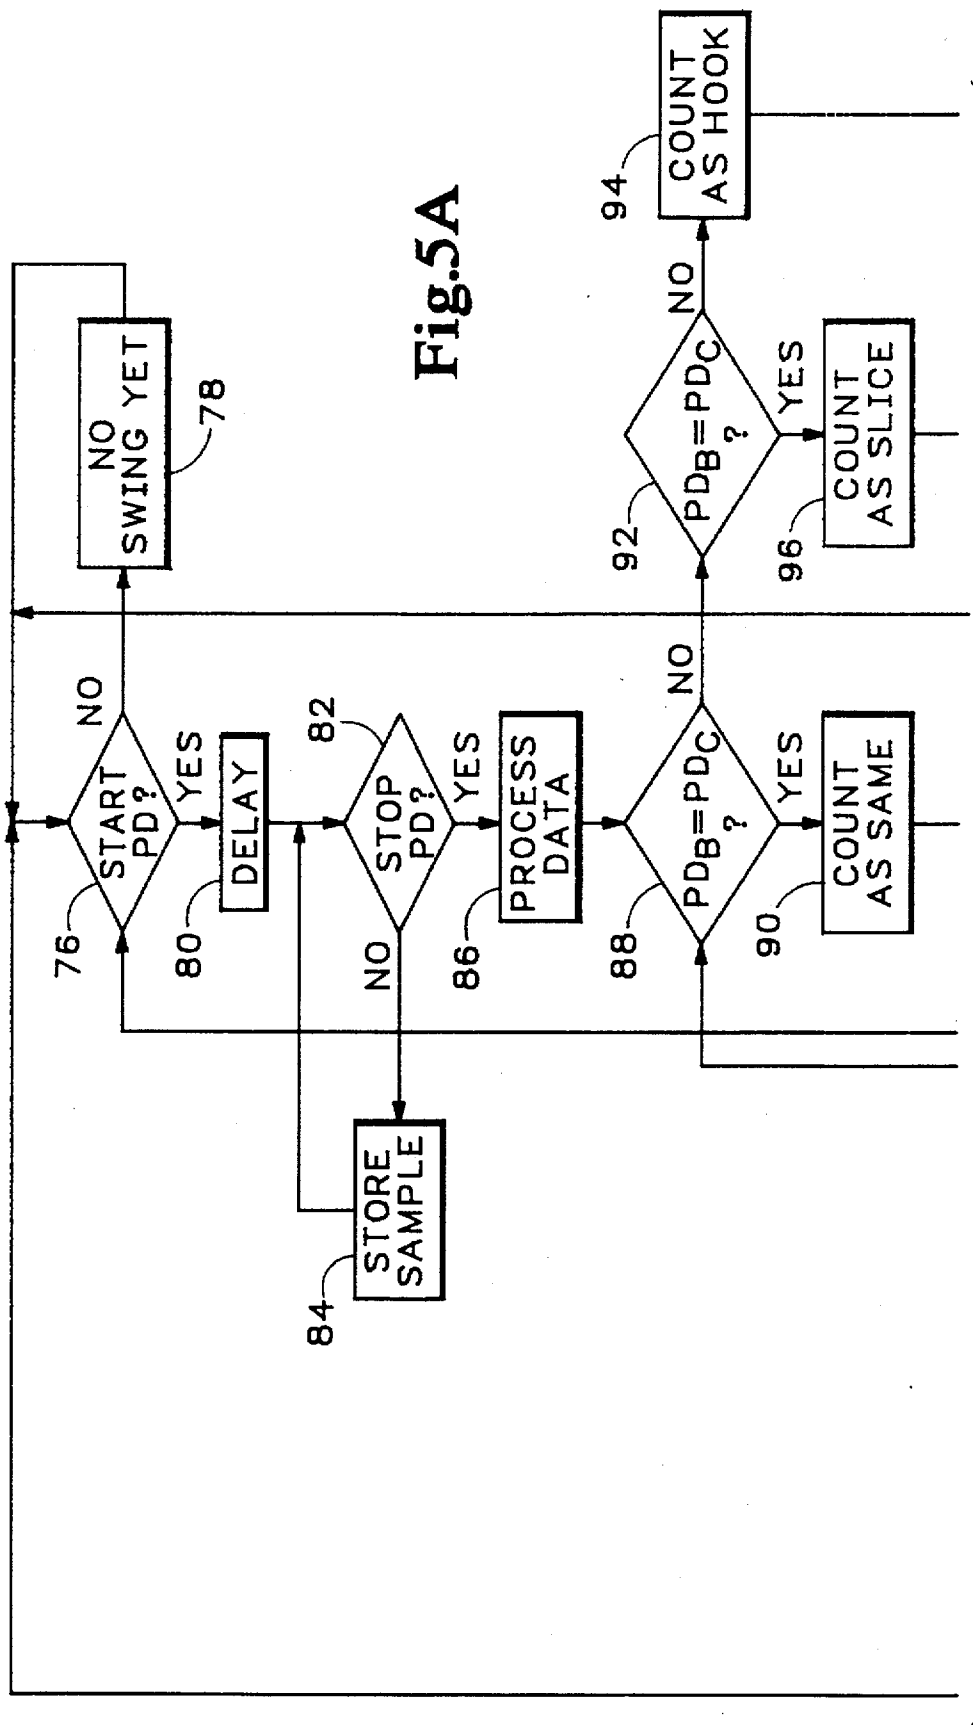 START
PD?
76
NO
NO
SWING YET
78
YES
80
DELAY
STOP
PD?
82
NO
STORE
SAMPLE
84
YES
86
PROCESS
DATA
88
PDB=PDC
?
NO
92
PDB=PDC
?
NO
94
COUNT
AS HOOK
YES
90
COUNT
AS SAME
YES
96
COUNT
AS SLICE
Fig.5A